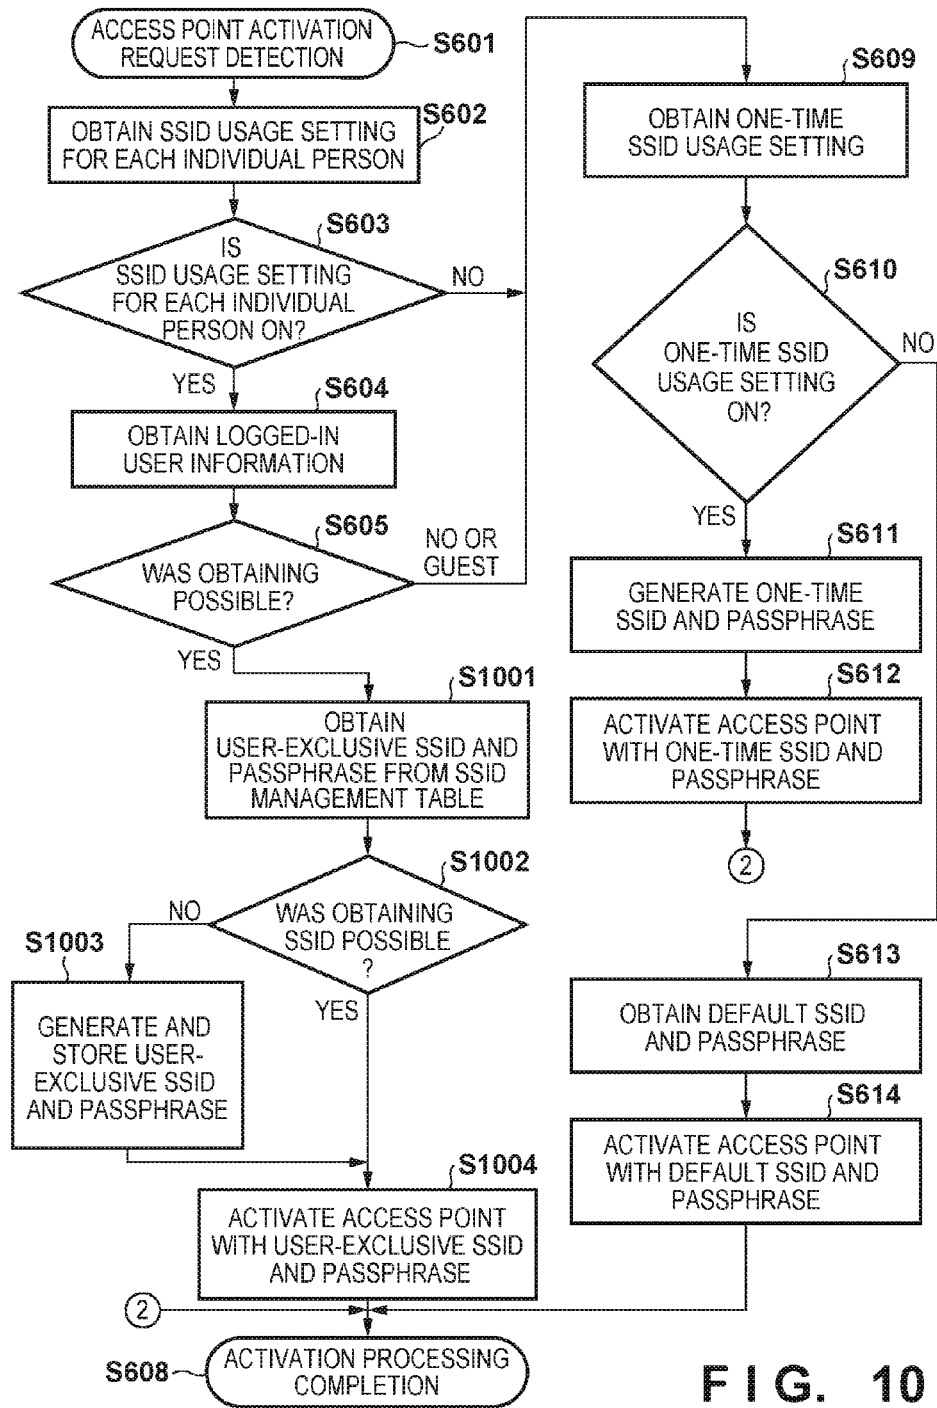 ACCESS POINT ACTIVATION
REQUEST DETECTION
S601
OBTAIN SSID USAGE SETTING
FOR EACH INDIVIDUAL PERSON
S602
IS
SSID USAGE SETTING
FOR EACH INDIVIDUAL
PERSON ON?
S603
NO
YES
OBTAIN LOGGED-IN
USER INFORMATION
S604
WAS OBTAINING
POSSIBLE?
S605
NO OR
GUEST
YES
OBTAIN
USER-EXCLUSIVE SSID AND
PASSPHRASE FROM SSID
MANAGEMENT TABLE
S1001
WAS OBTAINING
SSID POSSIBLE
?
S1002
NO
YES
S1003
GENERATE AND
STORE USER-
EXCLUSIVE SSID
AND PASSPHRASE
S1004
ACTIVATE ACCESS POINT
WITH USER-EXCLUSIVE SSID
AND PASSPHRASE
2
S608
ACTIVATION PROCESSING
COMPLETION
S609
OBTAIN ONE-TIME
SSID USAGE SETTING
S610
IS
ONE-TIME SSID
USAGE SETTING
ON?
NO
YES
S611
GENERATE ONE-TIME
SSID AND PASSPHRASE
S612
ACTIVATE ACCESS POINT
WITH ONE-TIME SSID AND
PASSPHRASE
2
S613
OBTAIN DEFAULT SSID
AND PASSPHRASE
S614
ACTIVATE ACCESS POINT
WITH DEFAULT SSID AND
PASSPHRASE
FIG. 10